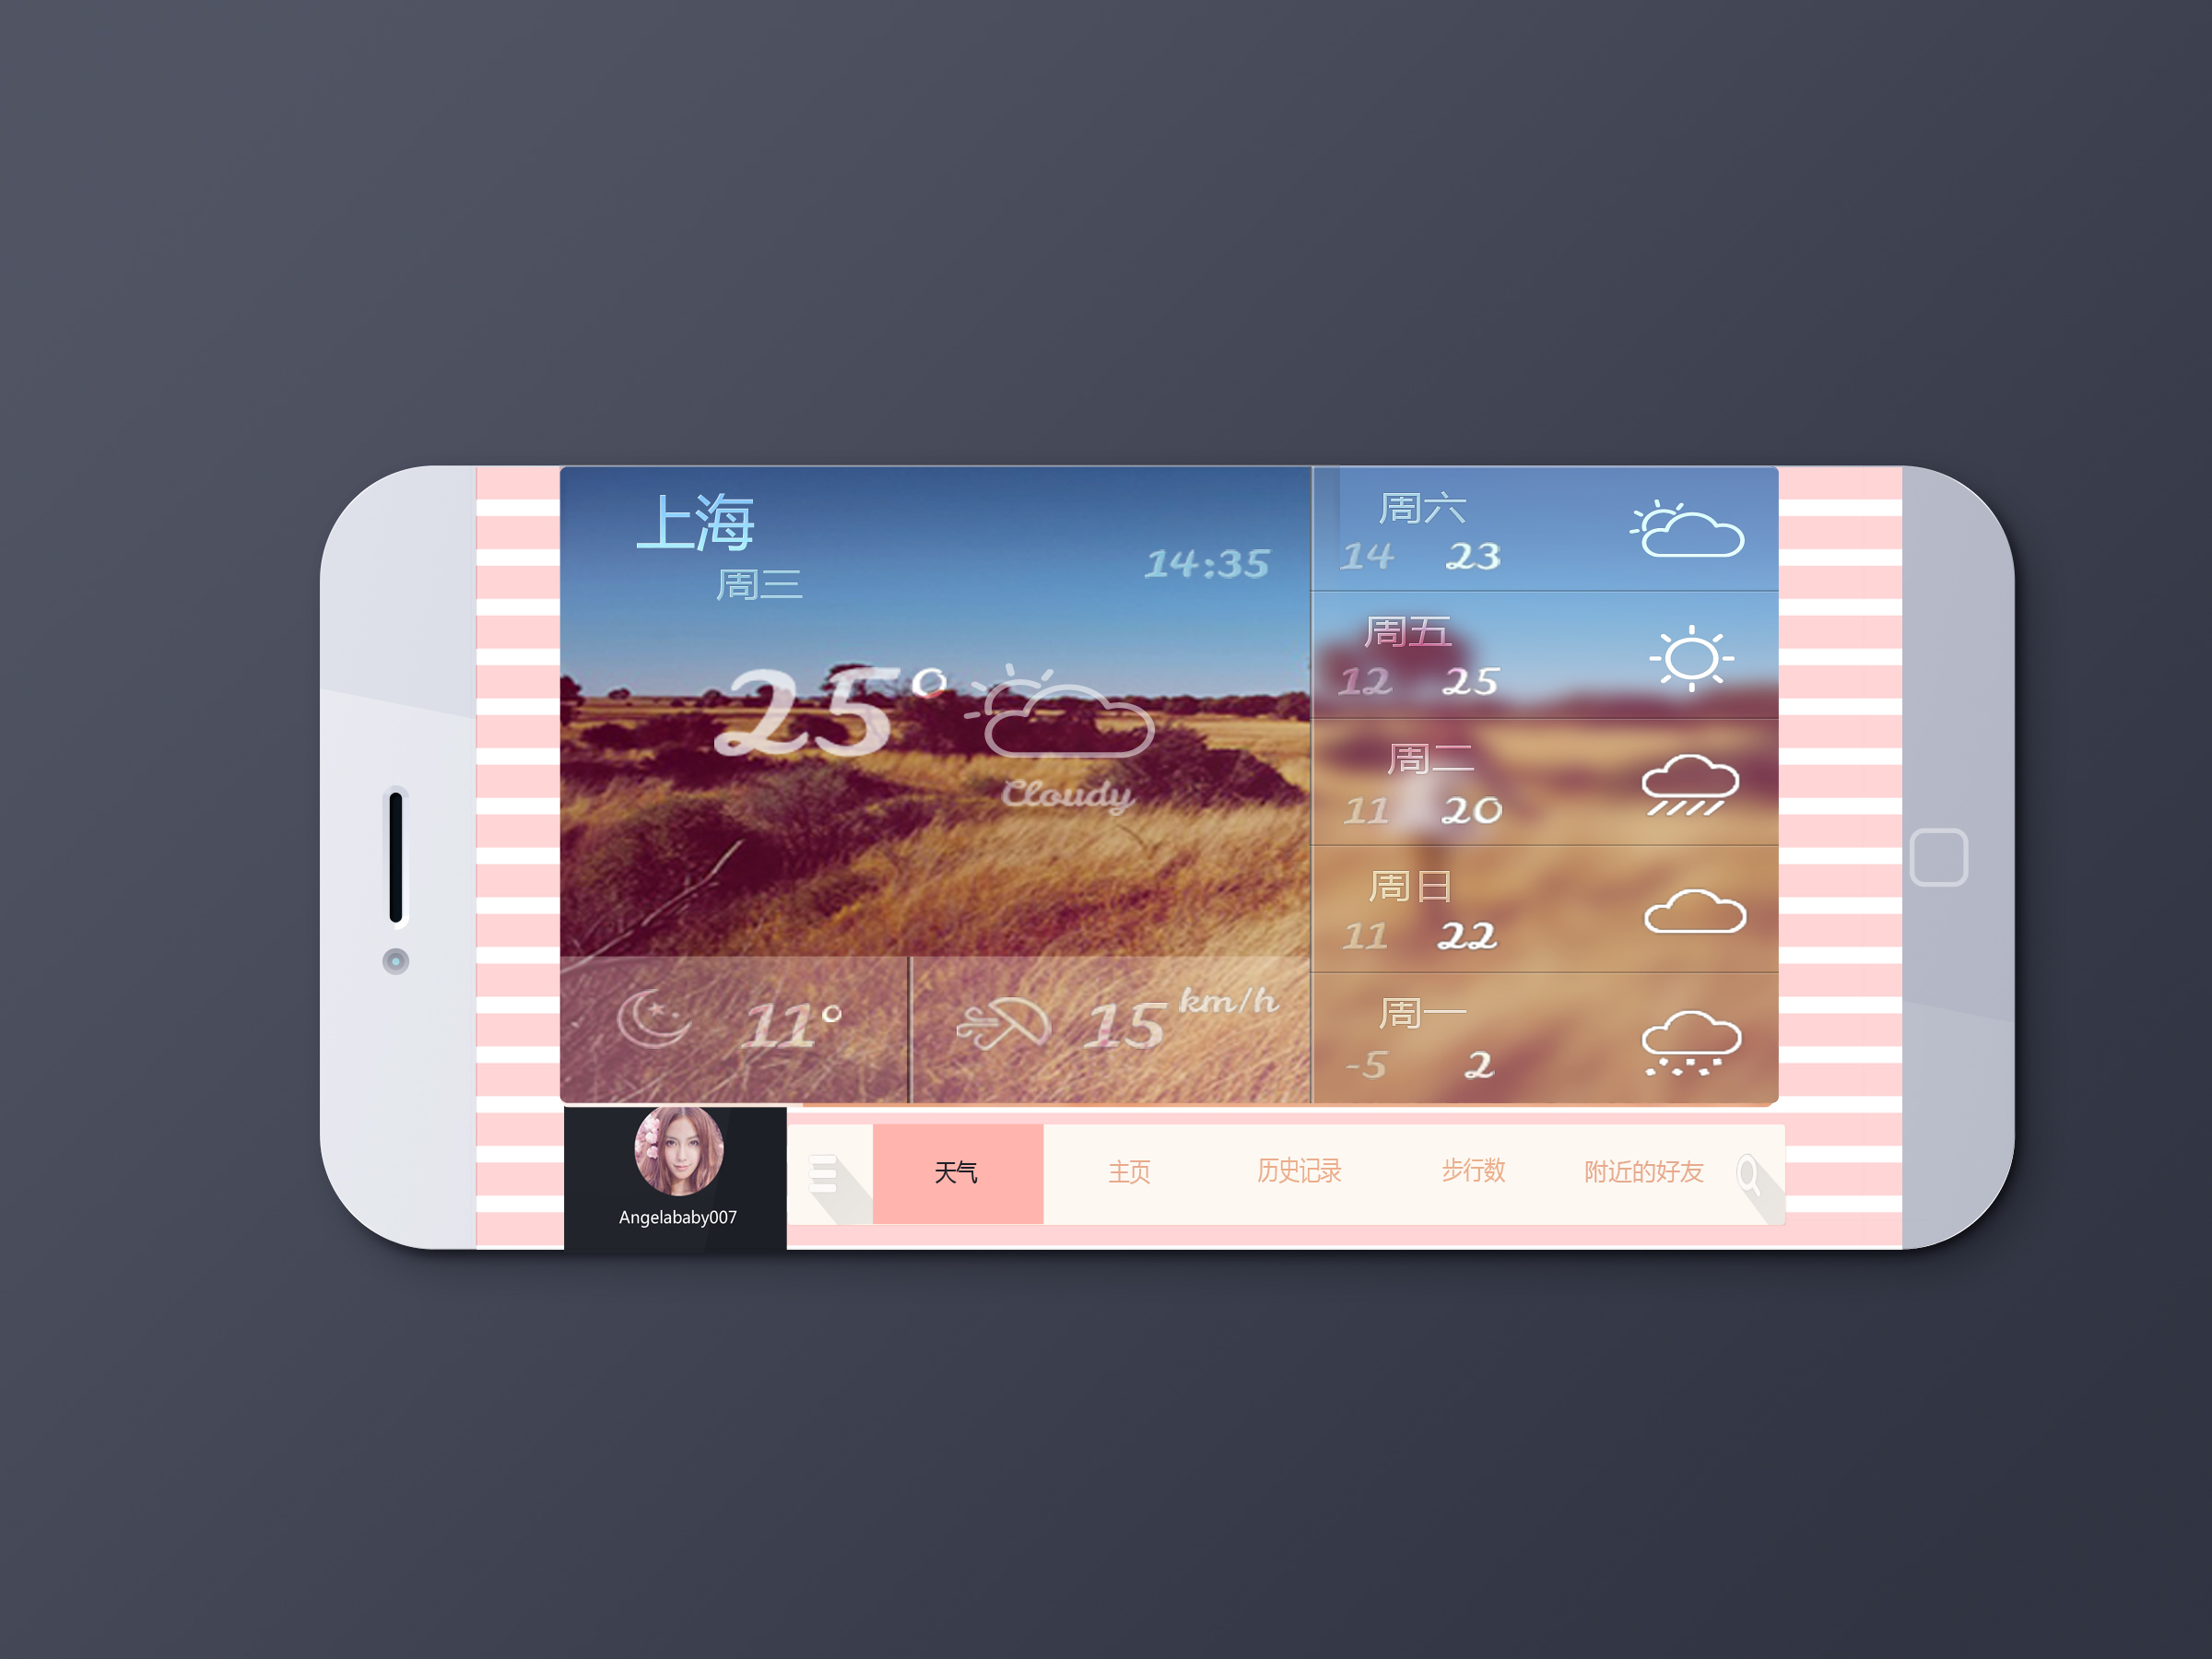 上海
周三
14:35
25°
Cloudy
11°
15 km/h
周六
14 23
周五
12 25
周二
11 20
周日
11 22
周一
-5 2
Angelababy007
天气
主页
历史记录
步行数
附近的好友